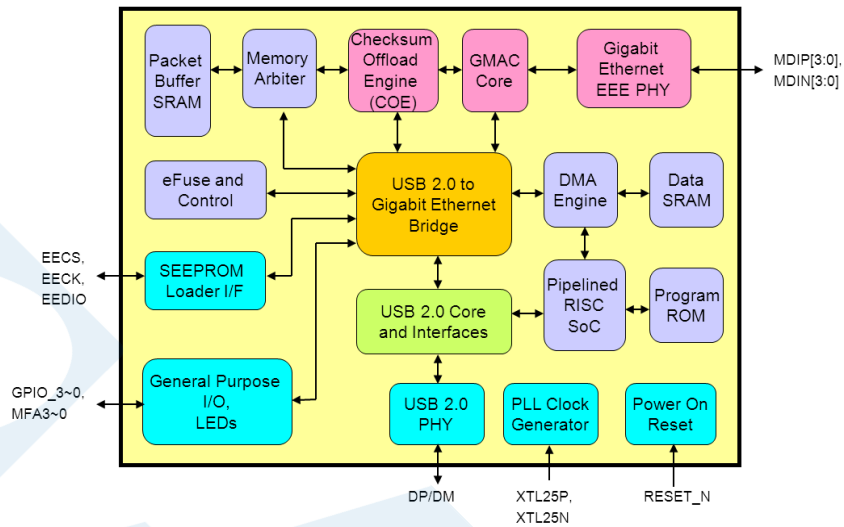 Packet
Buffer
SRAM
Memory
Arbiter
Checksum
Offload
Engine
(COE)
GMAC
Core
Gigabit
Ethernet
EEE PHY
MDIP[3:0],
MDIN[3:0]
eFuse and
Control
USB 2.0 to
Gigabit Ethernet
Bridge
DMA
Engine
Data
SRAM
EECS,
EECK,
EEDIO
SEEPROM
Loader I/F
USB 2.0 Core
and Interfaces
Pipelined
RISC
SoC
Program
ROM
GPIO_3~0,
MFA3~0
General Purpose
I/O,
LEDs
USB 2.0
PHY
PLL Clock
Generator
Power On
Reset
DP/DM
XTL25P,
XTL25N
RESET_N